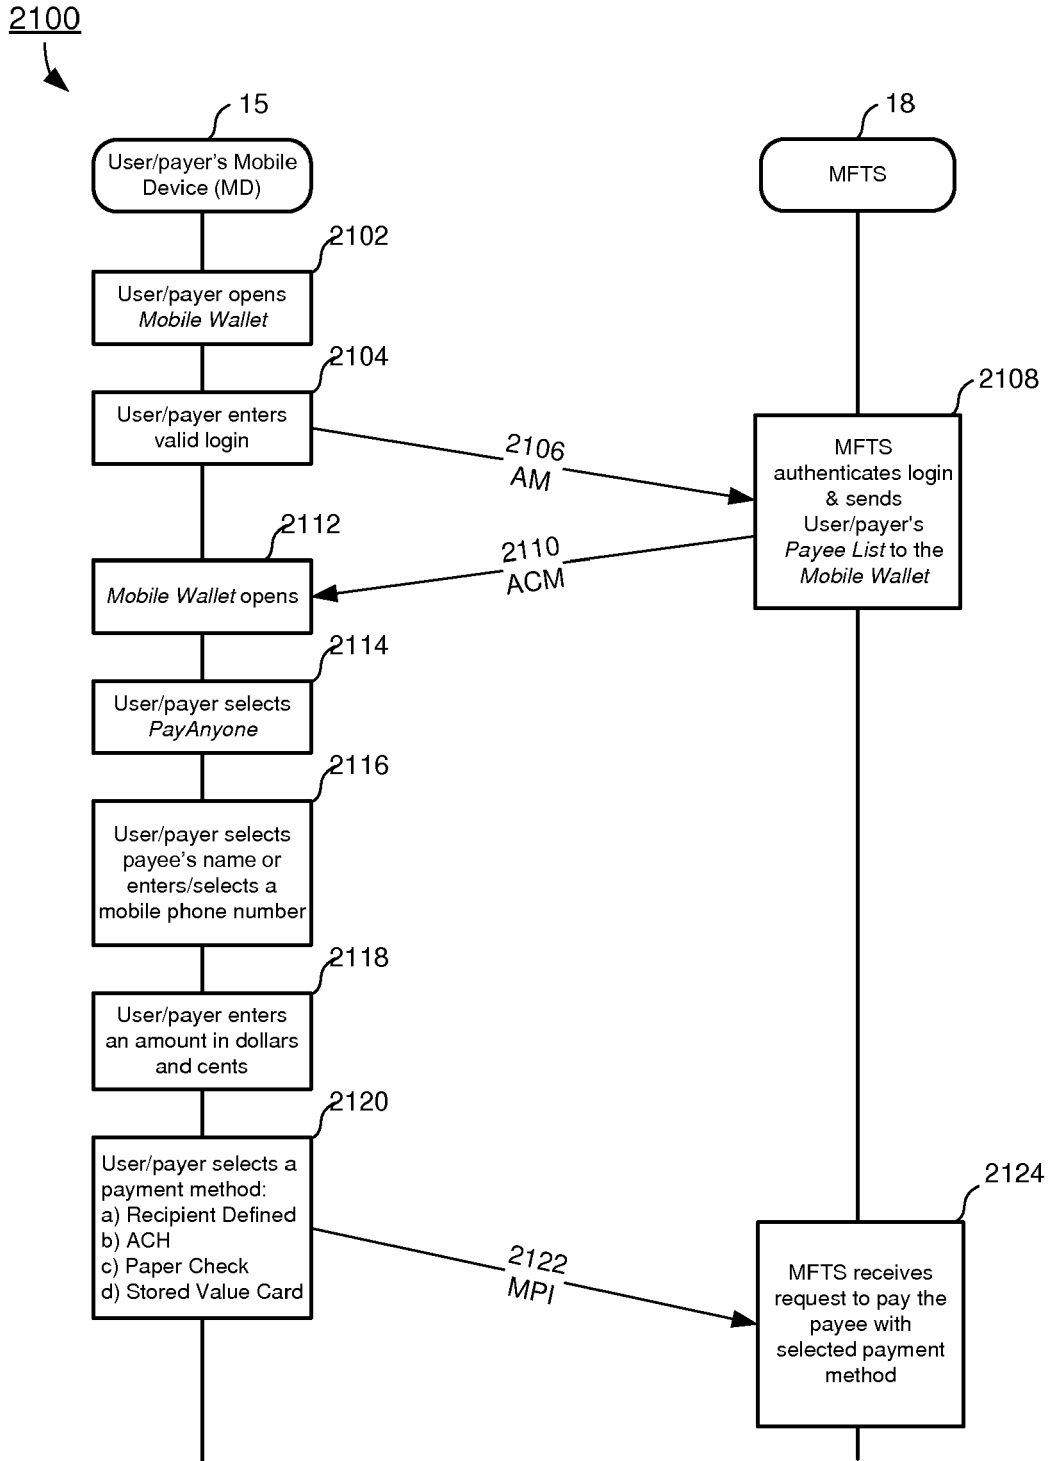 2100
15
18
User/payer's Mobile
Device (MD)
MFTS
2102
User/payer opens
Mobile Wallet
2104
User/payer enters
valid login
2106
AM
2108
MFTS
authenticates login
& sends
User/payer's
Payee List to the
Mobile Wallet
2110
ACM
2112
Mobile Wallet opens
2114
User/payer selects
PayAnyone
2116
User/payer selects
payee's name or
enters/selects a
mobile phone number
2118
User/payer enters
an amount in dollars
and cents
2120
User/payer selects a
payment method:
a) Recipient Defined
b) ACH
c) Paper Check
d) Stored Value Card
2122
MPI
2124
MFTS receives
request to pay the
payee with
selected payment
method